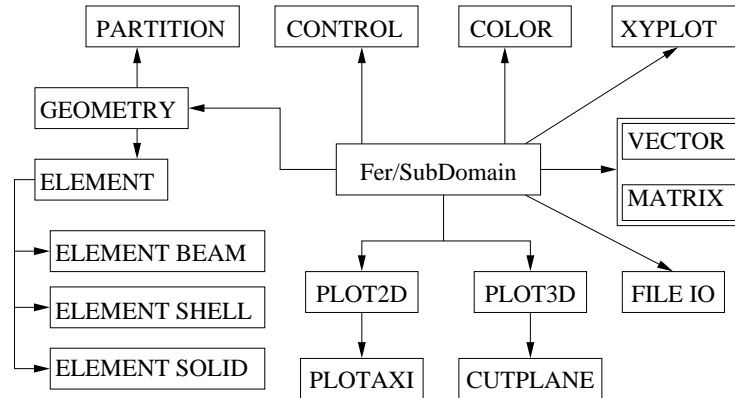 PARTITION
CONTROL
COLOR
XYPLOT
GEOMETRY
VECTOR
Fer/SubDomain
ELEMENT
MATRIX
ELEMENT BEAM
PLOT2D
PLOT3D
FILE IO
ELEMENT SHELL
ELEMENT SOLID
PLOTAXI
CUTPLANE